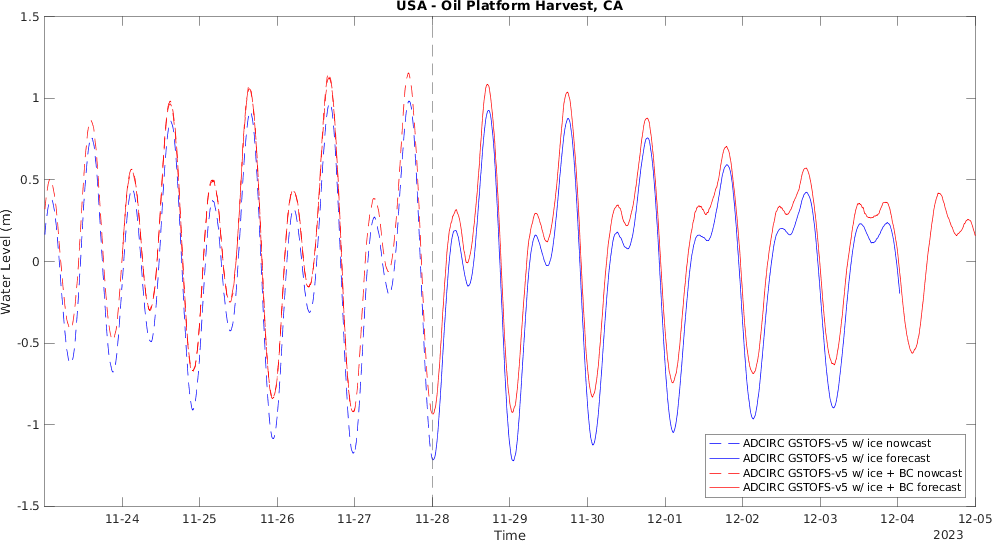 USA - Oil Platform Harvest, CA
1.5
1
0.5
0
-0.5
-1
-1.5
Water Level (m)
11-24 11-25 11-26 11-27 11-28 11-29 11-30 12-01 12-02 12-03 12-04 12-05
Time
2023
ADCIRC GSTOFS-v5 w/ ice nowcast
ADCIRC GSTOFS-v5 w/ ice forecast
ADCIRC GSTOFS-v5 w/ ice + BC nowcast
ADCIRC GSTOFS-v5 w/ ice + BC forecast